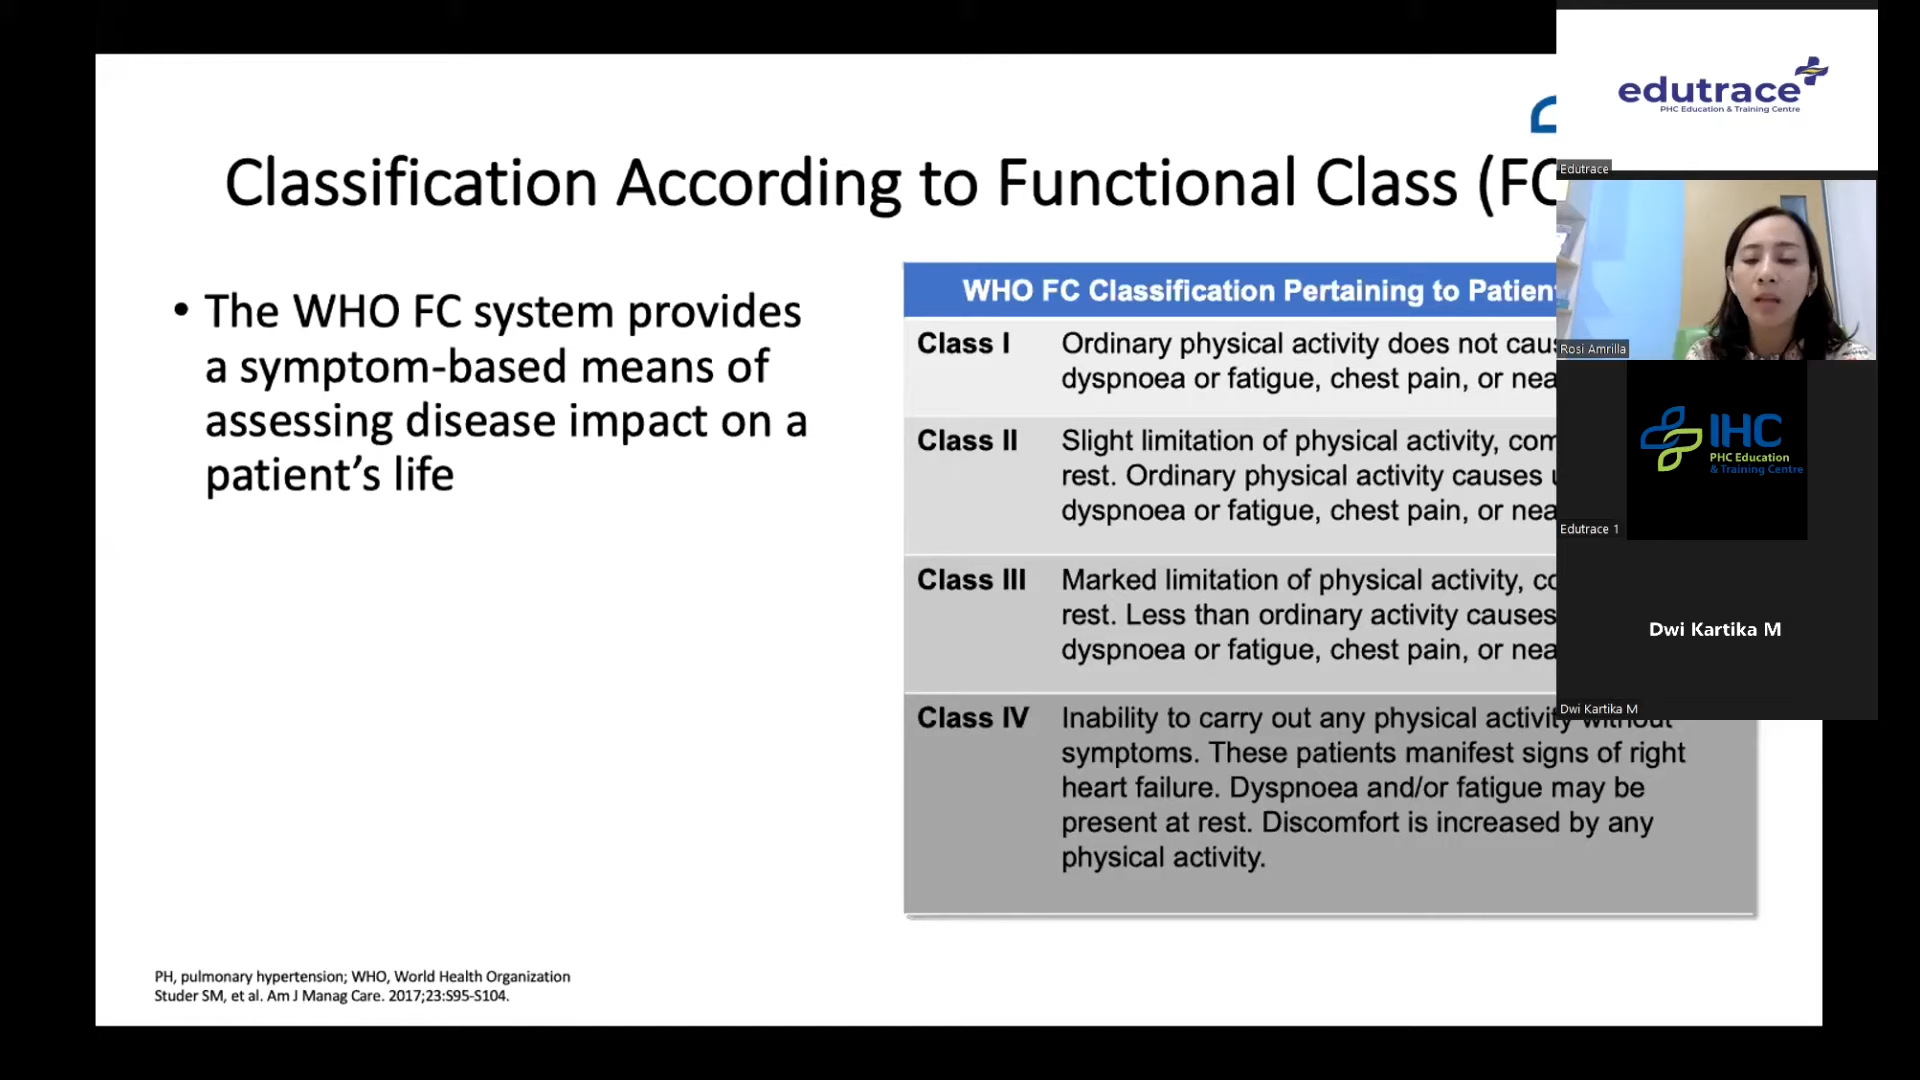 Classification According to Functional Class (FC
• The WHO FC system provides
a symptom-based means of
assessing disease impact on a
patient's life
WHO FC Classification Pertaining to Patien
Class I
Ordinary physical activity does not cau
dyspnoea or fatigue, chest pain, or nea
Class II
Slight limitation of physical activity, com
rest. Ordinary physical activity causes
dyspnoea or fatigue, chest pain, or nea
Class III
Marked limitation of physical activity, co
rest. Less than ordinary activity causes
dyspnoea or fatigue, chest pain, or nea
Class IV
Inability to carry out any physical activity without
symptoms. These patients manifest signs of right
heart failure. Dyspnoea and/or fatigue may be
present at rest. Discomfort is increased by any
physical activity.
PH, pulmonary hypertension; WHO, World Health Organization
Studer SM, et al. Am J Manag Care. 2017;23:S95-S104.
edutrace
PHC Education & Training Centre
Edutrace
Rosi Amrilla
IHC
PHC Education
& Training Centre
Edutrace 1
Dwi Kartika M
Dwi Kartika M